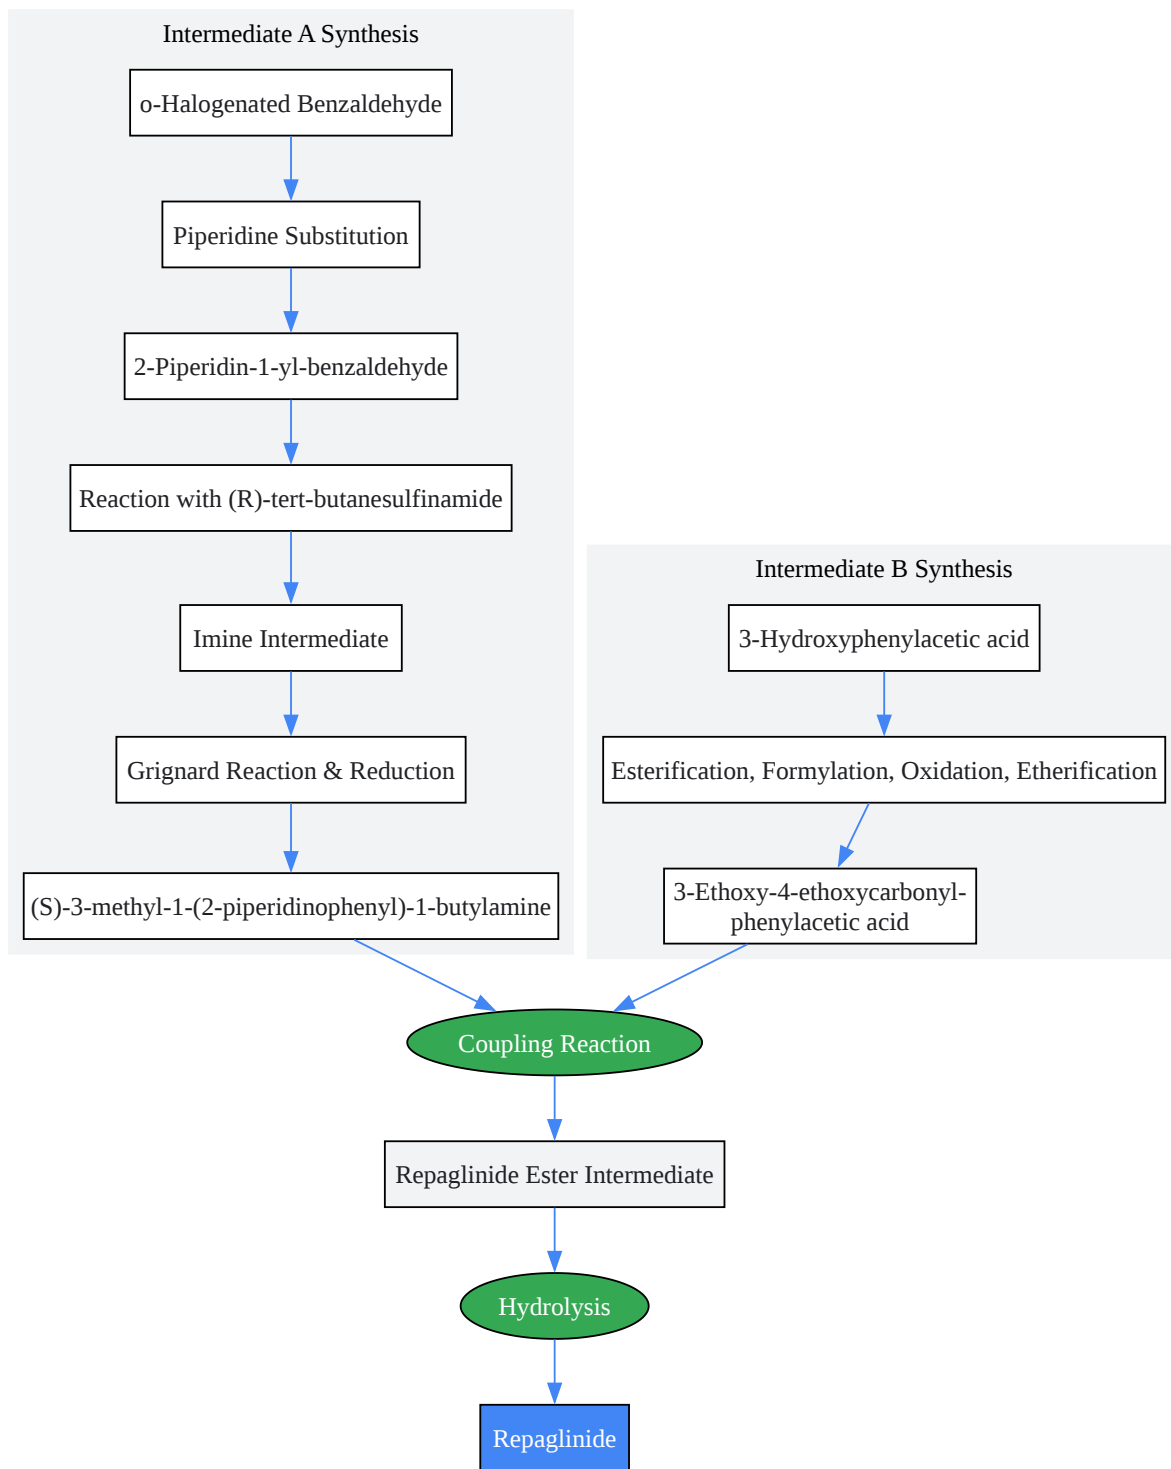 Intermediate A Synthesis
o-Halogenated Benzaldehyde
Piperidine Substitution
2-Piperidin-1-yl-benzaldehyde
Reaction with (R)-tert-butanesulfinamide
Imine Intermediate
Grignard Reaction & Reduction
(S)-3-methyl-1-(2-piperidinophenyl)-1-butylamine
Intermediate B Synthesis
3-Hydroxyphenylacetic acid
Esterification, Formylation, Oxidation, Etherification
3-Ethoxy-4-ethoxycarbonyl-
phenylacetic acid
Coupling Reaction
Repaglinide Ester Intermediate
Hydrolysis
Repaglinide